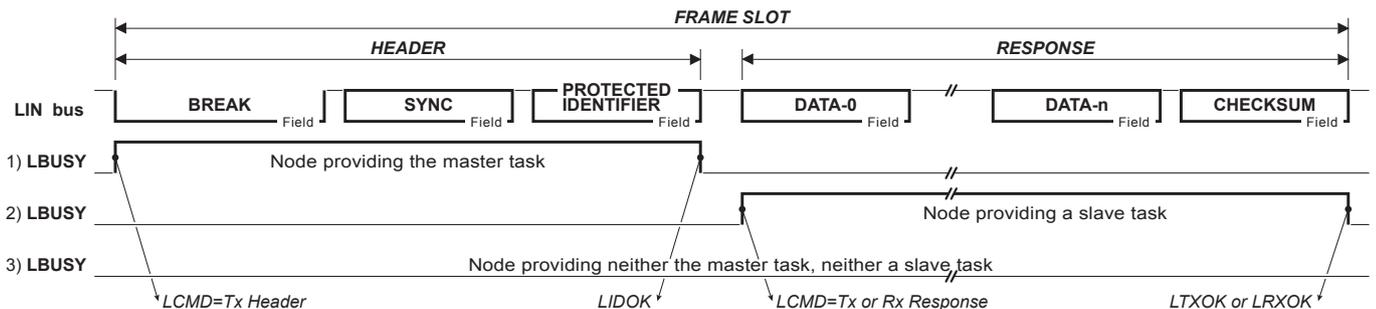 FRAME SLOT
HEADER
RESPONSE
LIN bus
BREAK
Field
SYNC
Field
PROTECTED
IDENTIFIER
DATA-0
Field
DATA-n
Field
CHECKSUM
Field
1) LBUSY
Node providing the master task
2) LBUSY
Node providing a slave task
3) LBUSY
Node providing neither the master task, neither a slave task
LCMD=Tx Header
LIDOK
LCMD=Tx or Rx Response
LTXOK or LRXOK